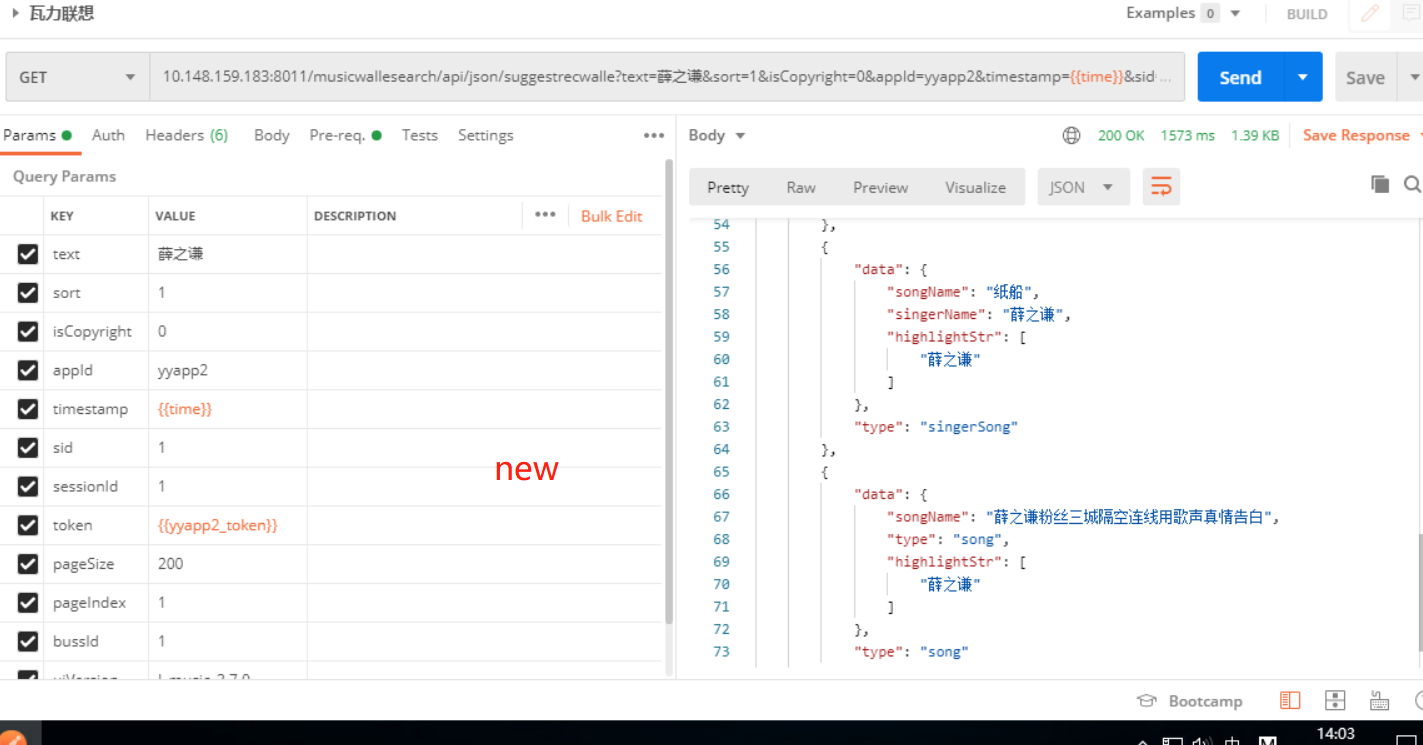 瓦力联想
Examples 0
BUILD
GET
10.148.159.183:8011/musicwallesearch/api/json/suggestrecwalle?text=薛之谦&sort=1&isCopyright=0&appId=yyapp2&timestamp={{time}}&sid ...
Send
Save
Params
Auth
Headers (6)
Body
Pre-req.
Tests
Settings
•••
Query Params
KEY VALUE DESCRIPTION ••• Bulk Edit
text 薛之谦
sort 1
isCopyright 0
appId yyapp2
timestamp {{time}}
sid 1
sessionId 1
token {{yyapp2_token}}
pageSize 200
pageIndex 1
bussId 1
new
Body
200 OK 1573 ms 1.39 KB Save Response
Pretty Raw Preview Visualize JSON
54 },
55 {
56 "data": {
57 "songName": "纸船",
58 "singerName": "薛之谦",
59 "highlightStr": [
60 "薛之谦"
61 ]
62 },
63 "type": "singerSong"
64 },
65 {
66 "data": {
67 "songName": "薛之谦粉丝三城隔空连线用歌声真情告白",
68 "type": "song",
69 "highlightStr": [
70 "薛之谦"
71 ]
72 },
73 "type": "song"
Bootcamp
中
M
14:03